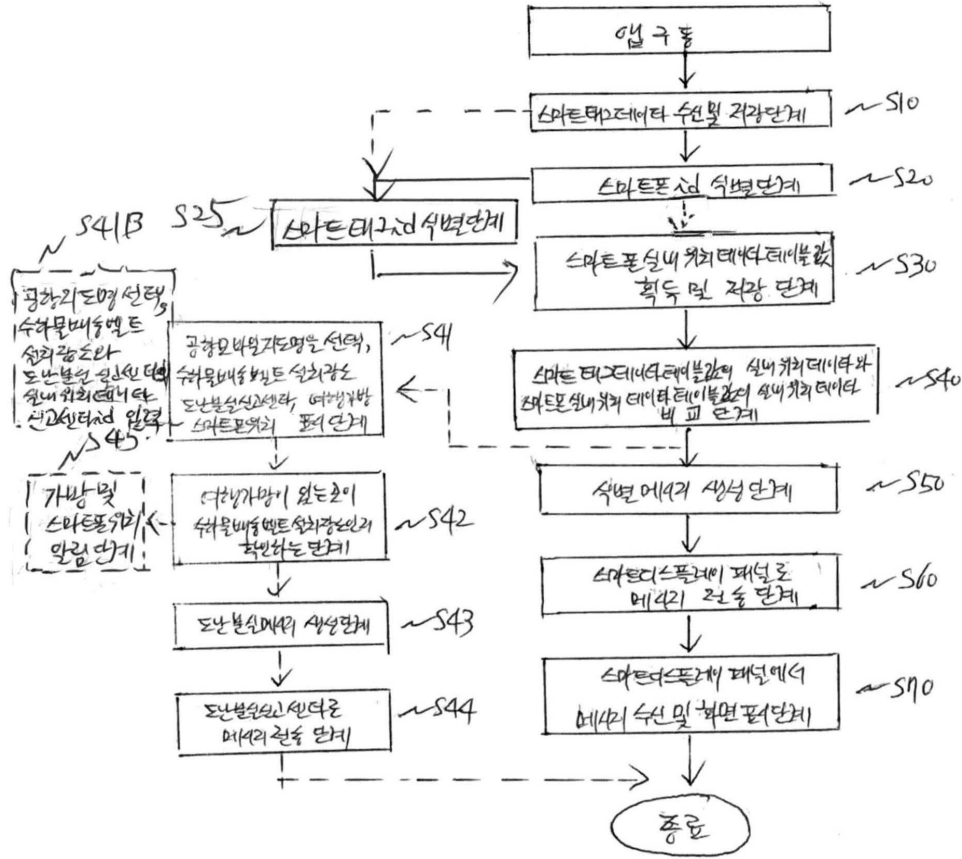 앱 구동
스마트태그데이타 수신 및 저장단계
S10
스마트폰 id 식별단계
S20
S25
스마트태그 id 식별단계
스마트폰 실내 위치 데이타 테이블값
획득 및 저장 단계
S30
S41B
공항지도명 선택,
수하물배송벨트
설치장소와
도난분실 신고센터의
실내위치데이타
신고센터id 입력
공항모바일지도명을 선택,
수하물배송벨트 설치장소
도난분실신고센타, 여행가방
스마트폰위치 표시단계
S41
스마트 태그데이타 테이블값의 실내 위치 데이타와
스마트폰 실내 위치 데이타 테이블값의 실내 위치 데이타
비교 단계
S40
S45
가방 및
스마트폰 위치
알림 단계
여행가방이 있는 곳이
수하물배송벨트 설치장소인지
확인하는 단계
S42
식별 메시지 생성단계
S50
도난분실메시지 생성단계
S43
스마트디스플레이 패널로
메시지 전송 단계
S60
도난분실신고센터로
메시지 전송 단계
S44
스마트디스플레이 패널에서
메시지 수신 및 화면 표시단계
S70
종료